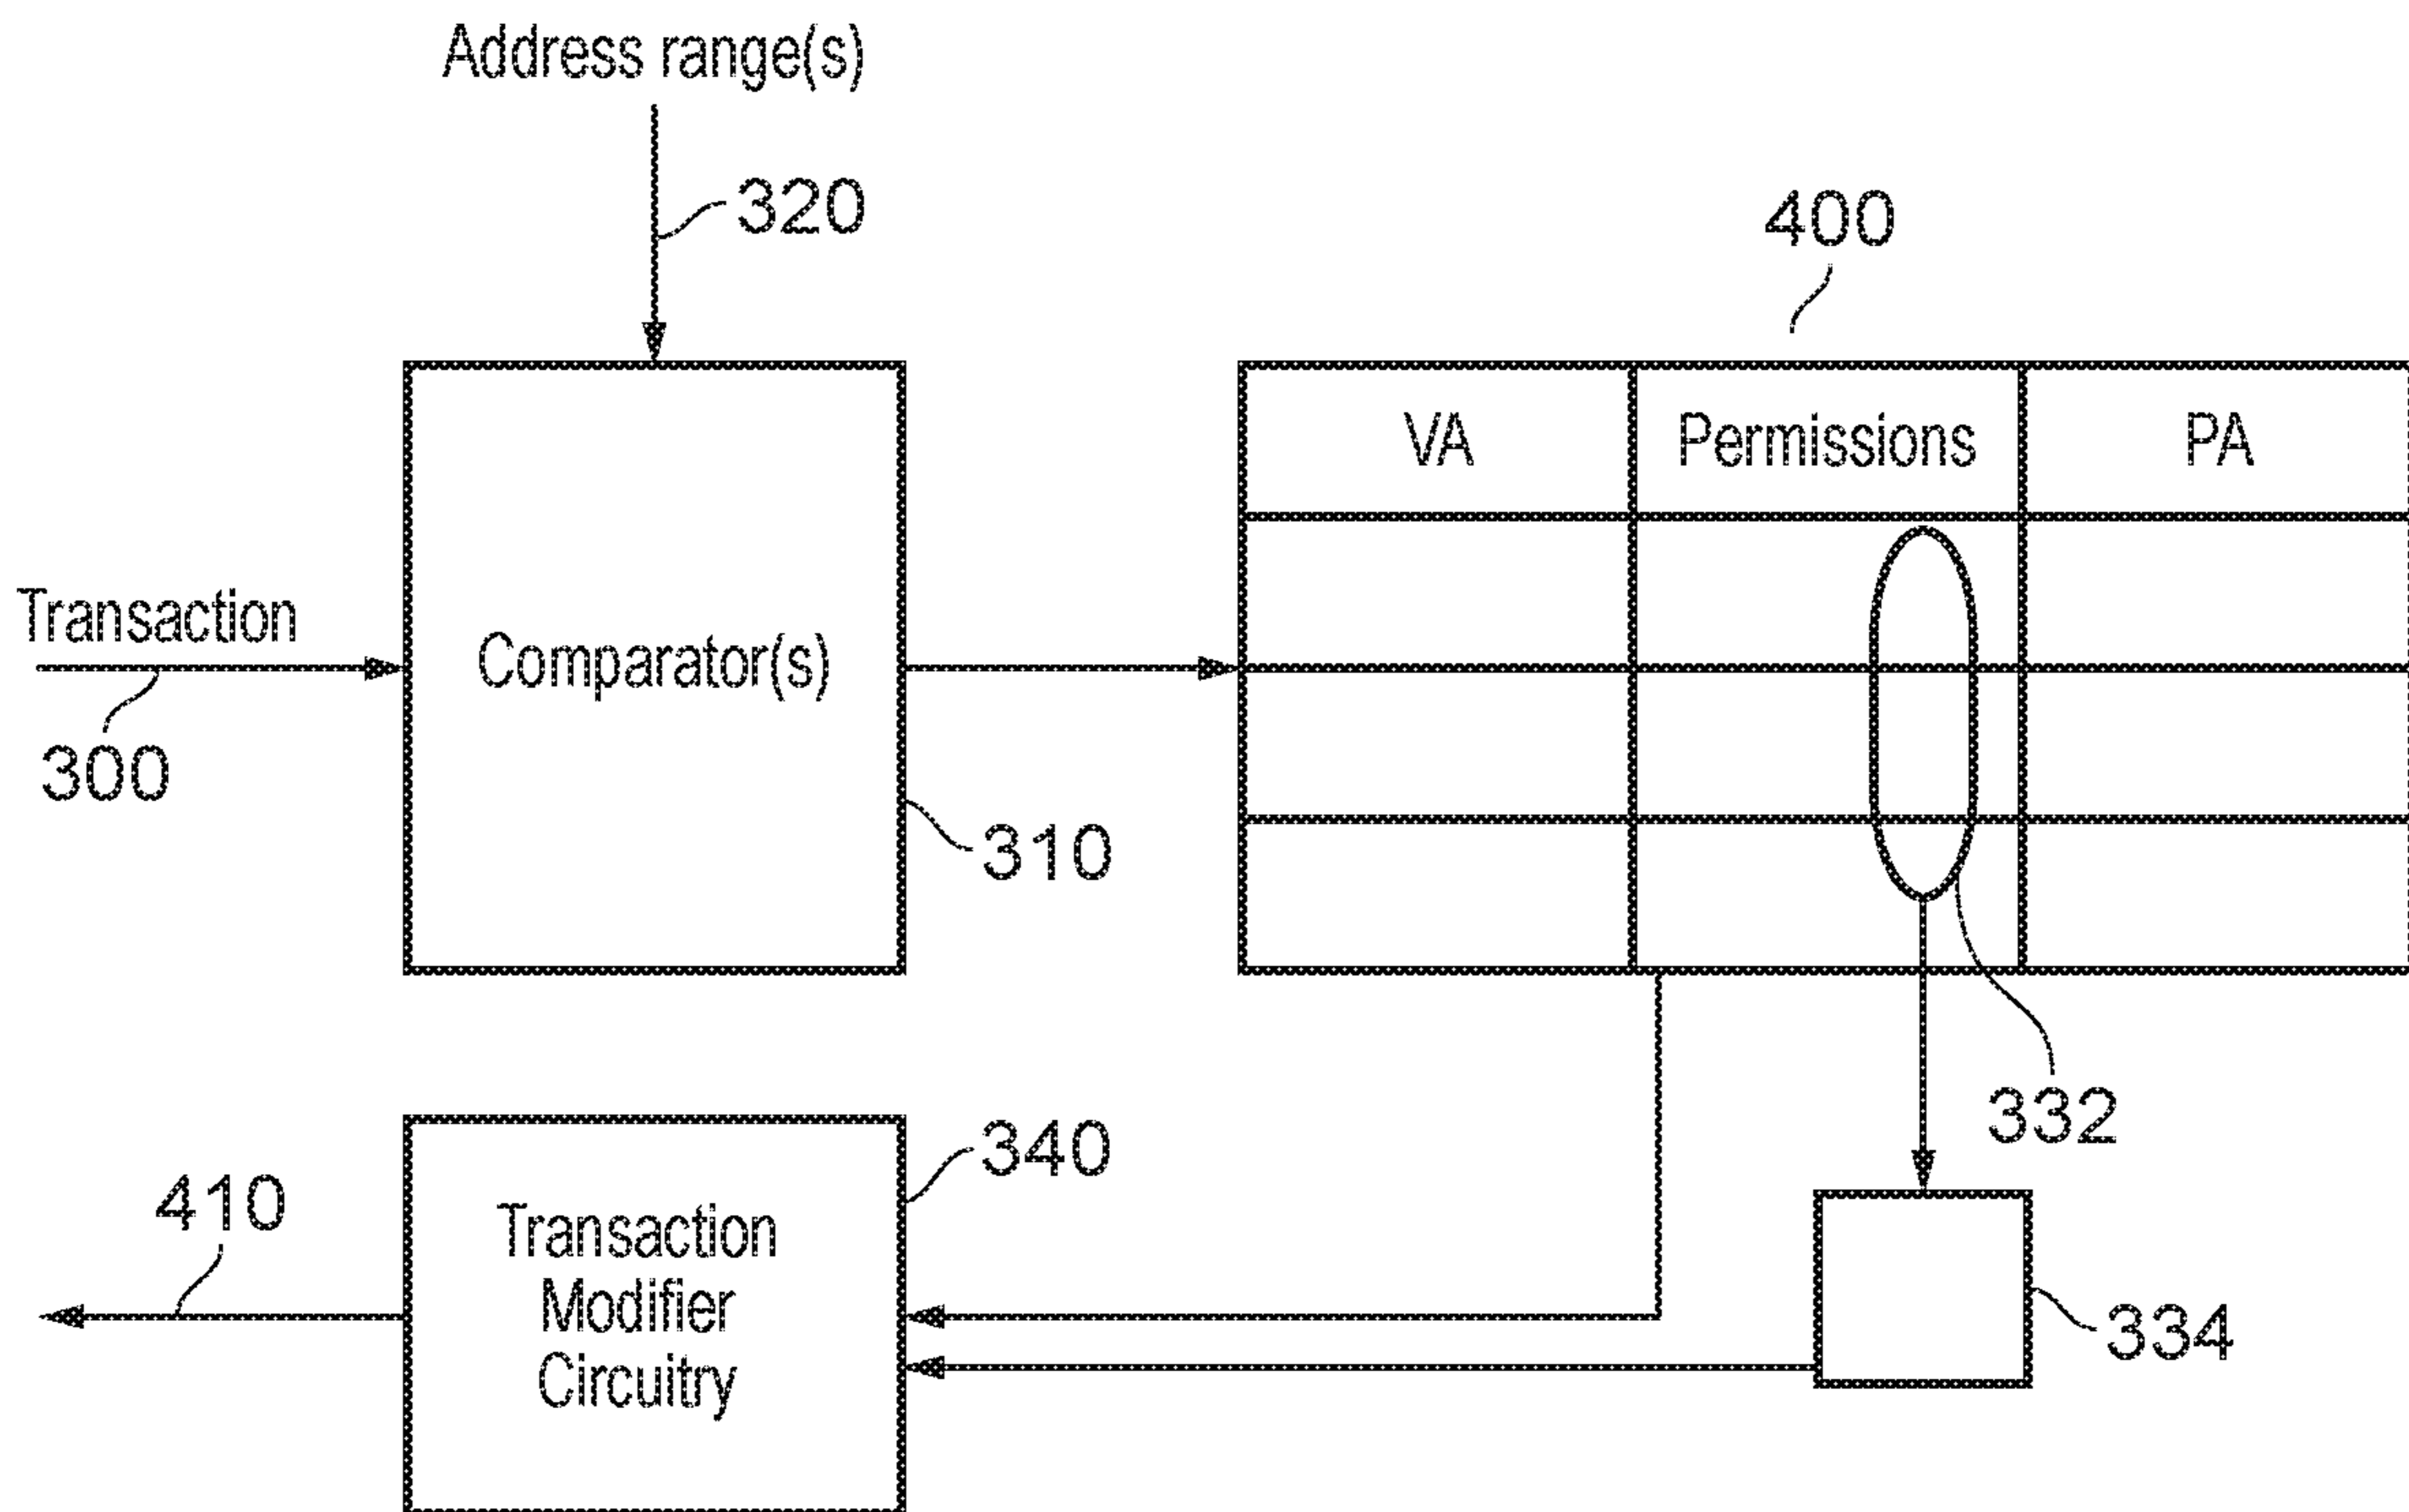 Address range(s)
320
400
VA
Permissions
PA
Transaction
300
Comparator(s)
310
332
340
410
Transaction
Modifier
Circuitry
334